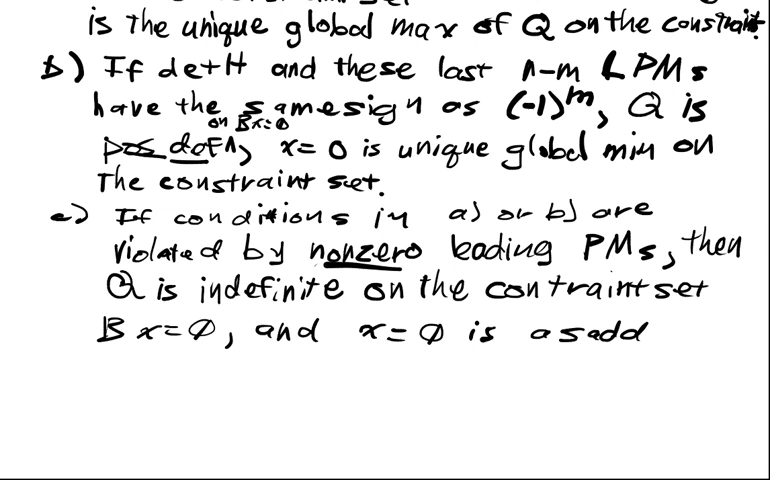 is the unique global max of Q on the constraint
b) If det H and these last n-m LPMs
have the same sign as (-1)^m, Q is
on Bx=0
pos def, x=0 is unique global min on
The constraint set.
c) If conditions in a) or b) are
violated by nonzero leading PMs, then
Q is indefinite on the contraint set
Bx=0, and x=0 is a sadd